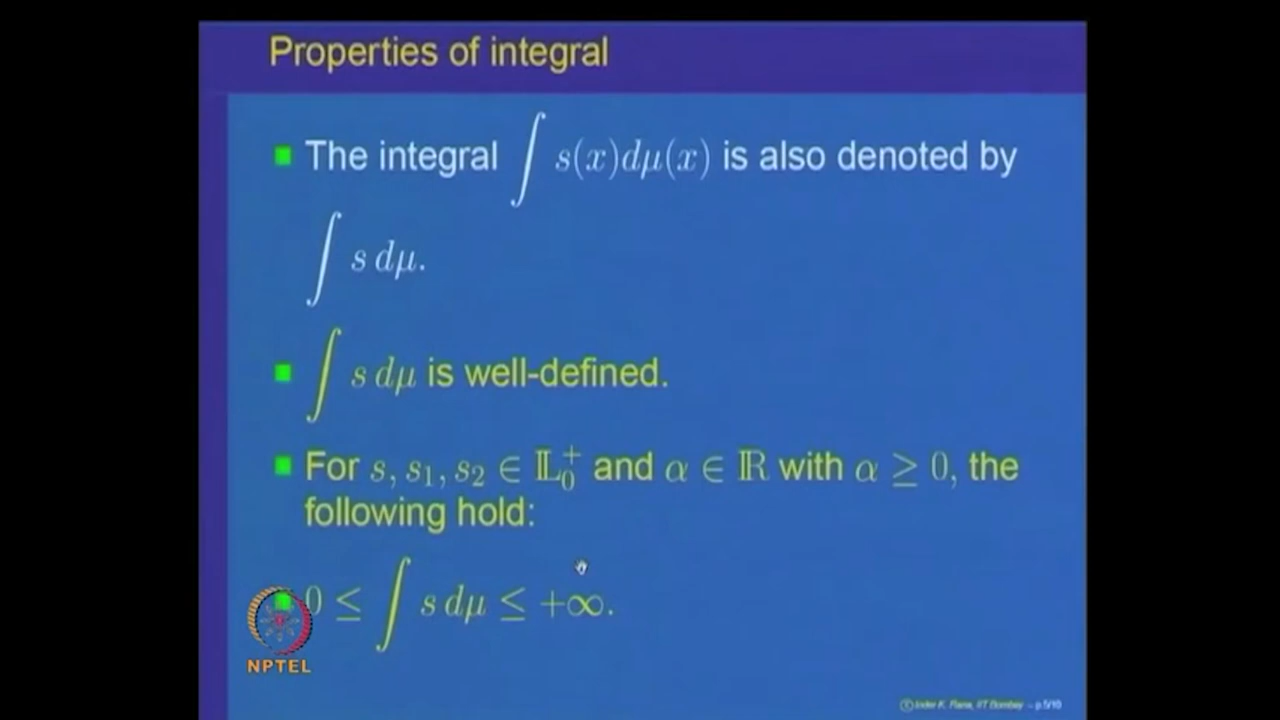 Properties of integral
The integral ∫ s(x)dμ(x) is also denoted by
∫ s dμ.
∫ s dμ is well-defined.
For s, s₁, s₂ ∈ 𝕃₀⁺ and α ∈ ℝ with α ≥ 0, the
following hold:
0 ≤ ∫ s dμ ≤ +∞.
NPTEL
© Inder K. Rana, IIT Bombay – p.5/10